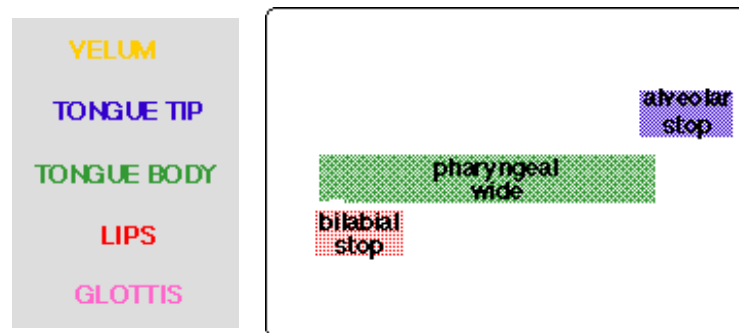 VELUM
TONGUE TIP
TONGUE BODY
LIPS
GLOTTIS
alveolar
stop
pharyngeal
wide
bilabial
stop